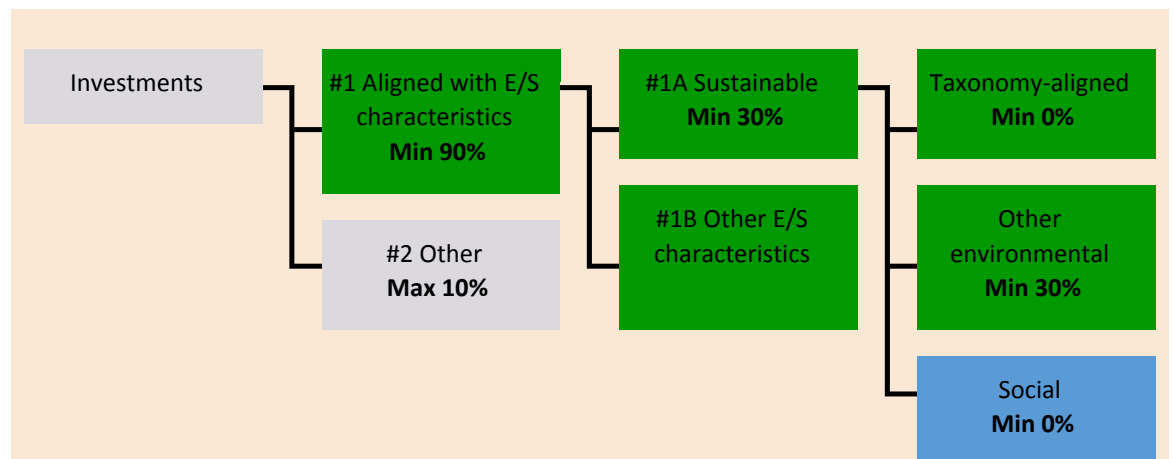 Investments
#1 Aligned with E/S
characteristics
Min 90%
#2 Other
Max 10%
#1A Sustainable
Min 30%
#1B Other E/S
characteristics
Taxonomy-aligned
Min 0%
Other
environmental
Min 30%
Social
Min 0%